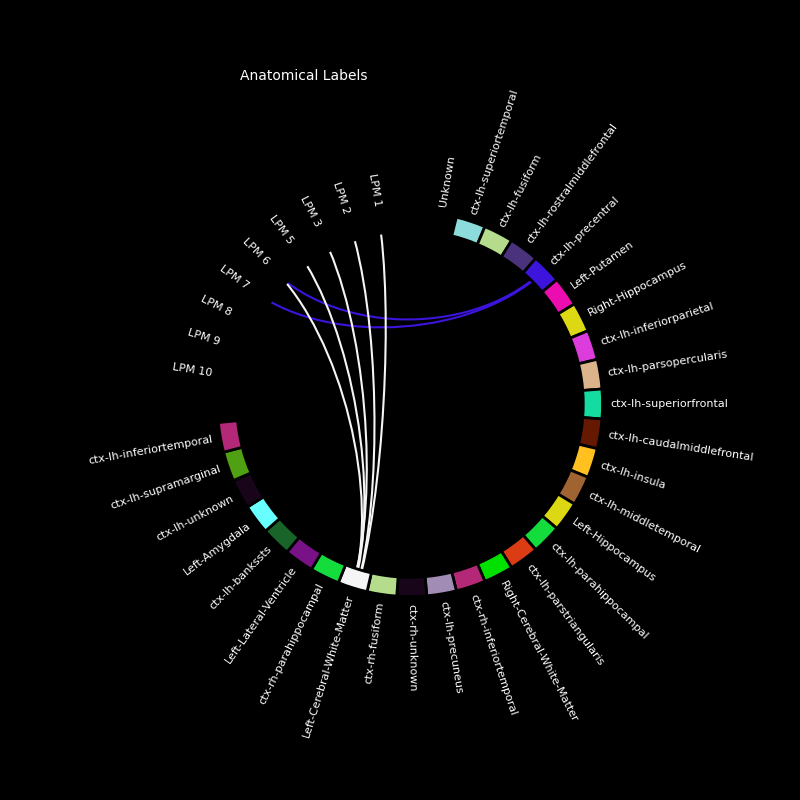 Anatomical Labels
Unknown
ctx-lh-superiortemporal
ctx-lh-fusiform
ctx-lh-rostralmiddlefrontal
ctx-lh-precentral
Left-Putamen
Right-Hippocampus
ctx-lh-inferiorparietal
ctx-lh-parsopercularis
ctx-lh-superiorfrontal
ctx-lh-caudalmiddlefrontal
ctx-lh-insula
ctx-lh-middletemporal
Left-Hippocampus
ctx-lh-parahippocampal
ctx-lh-parstriangularis
Right-Cerebral-White-Matter
ctx-rh-inferiortemporal
ctx-lh-precuneus
ctx-rh-unknown
ctx-rh-fusiform
Left-Cerebral-White-Matter
ctx-rh-parahippocampal
Left-Lateral-Ventricle
ctx-lh-bankssts
Left-Amygdala
ctx-lh-unknown
ctx-lh-supramarginal
ctx-lh-inferiortemporal
LPM 10
LPM 9
LPM 8
LPM 7
LPM 6
LPM 5
LPM 3
LPM 2
LPM 1